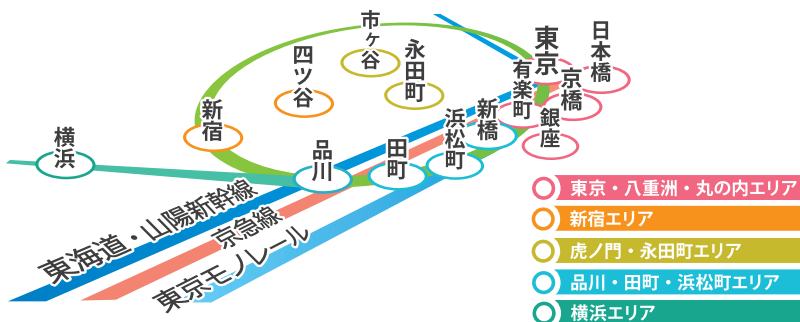 市ヶ谷
四ツ谷
永田町
東京
日本橋
有楽町
京橋
銀座
新橋
浜松町
田町
品川
新宿
横浜
東海道・山陽新幹線
京急線
東京モノレール
東京・八重洲・丸の内エリア
新宿エリア
虎ノ門・永田町エリア
品川・田町・浜松町エリア
横浜エリア